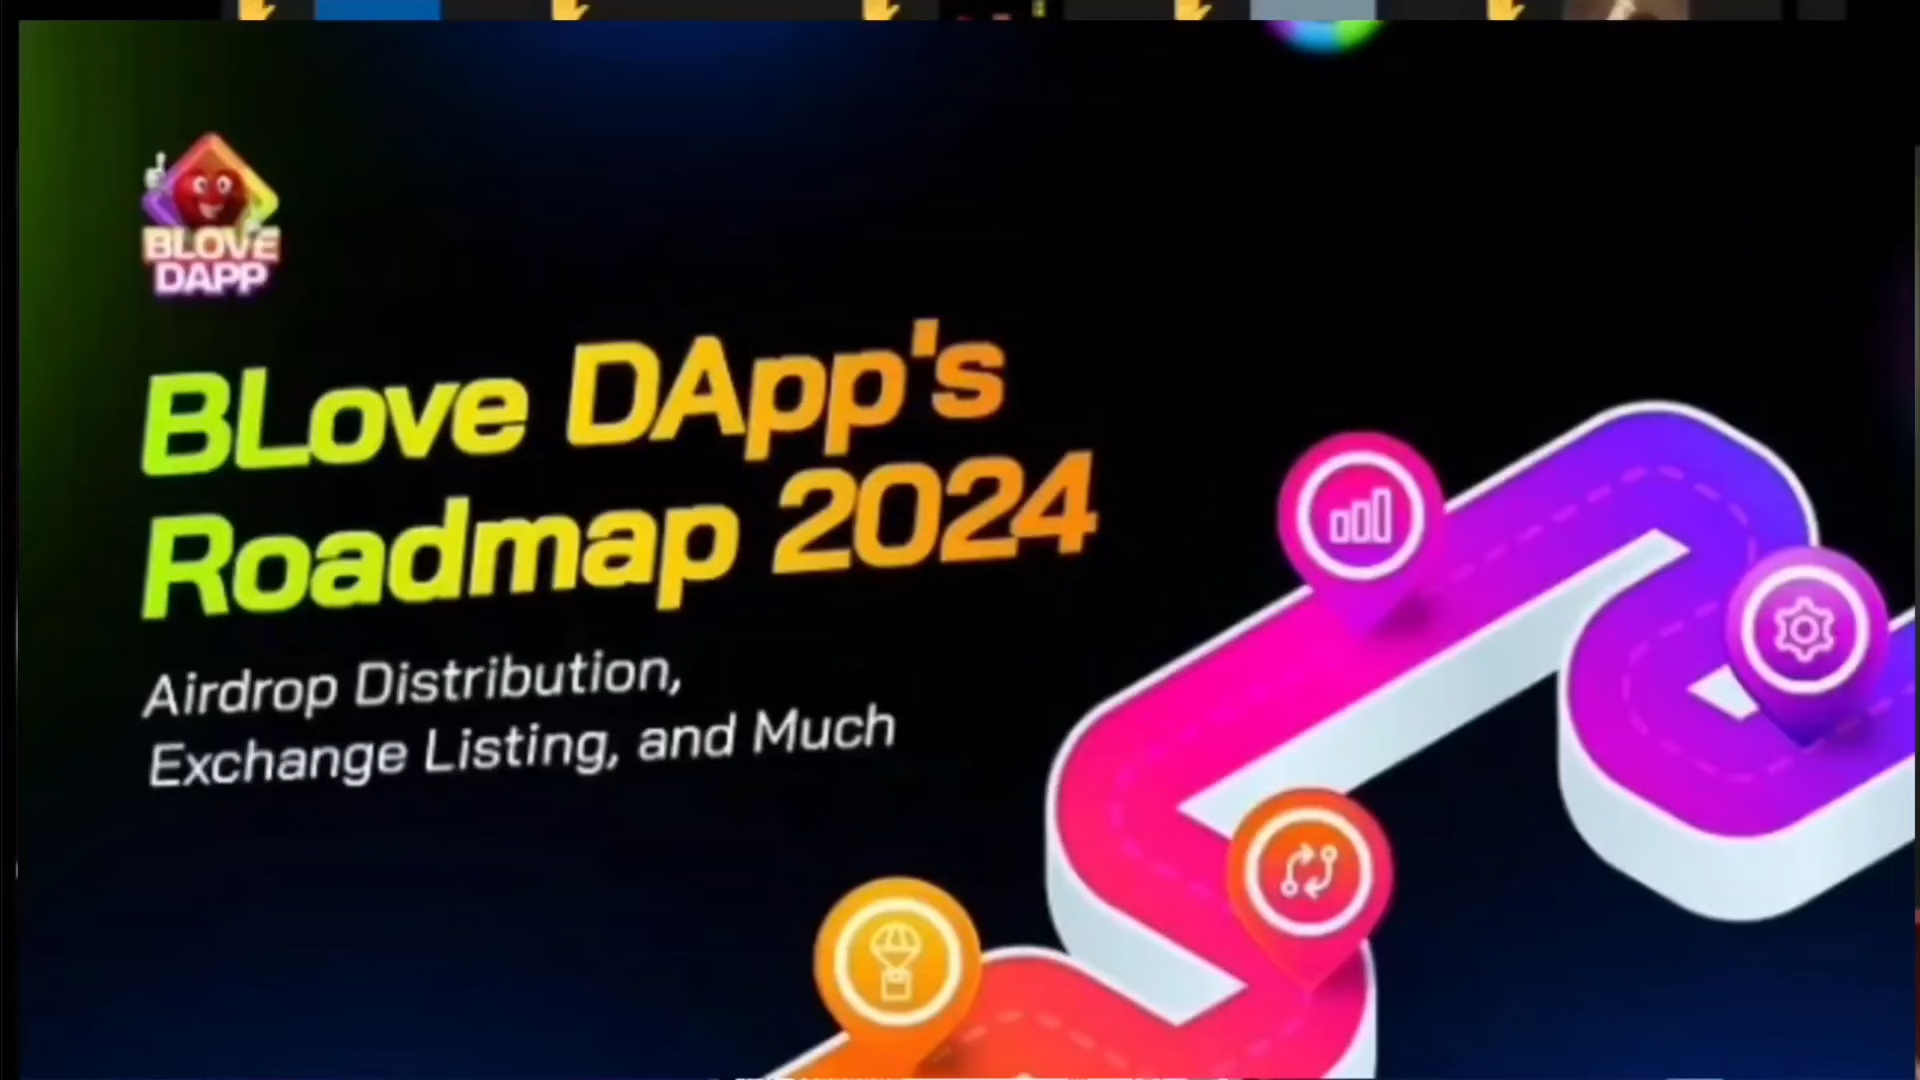 BLOVE
DAPP
BLove DApp's
Roadmap 2024
Airdrop Distribution,
Exchange Listing, and Much